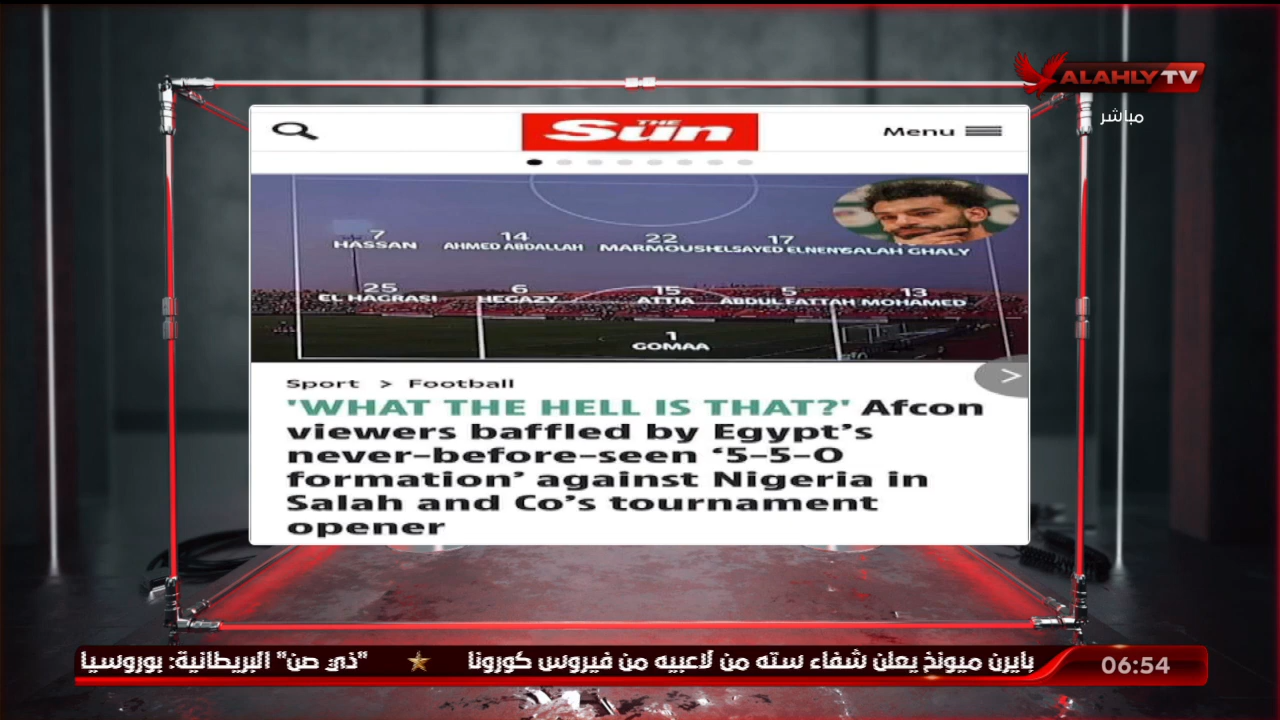 ALAHLY TV
مباشر
THE Sun
Menu
7 14 22 17
HASSAN AHMED ABDALLAH MARMOUSH ELSAYED ELNENY SALAH GHALY
25 6 15 5 13
EL HAGRASI HEGAZY ATTIA ABDUL FATTAH MOHAMED
1
GOMAA
Sport > Football
'WHAT THE HELL IS THAT?' Afcon
viewers baffled by Egypt's
never-before-seen ‘5-5-0
formation’ against Nigeria in
Salah and Co’s tournament
opener
بايرن ميونخ يعلن شفاء سته من لاعبيه من فيروس كورونا "ذي صن" البريطانية: بوروسيا
06:54